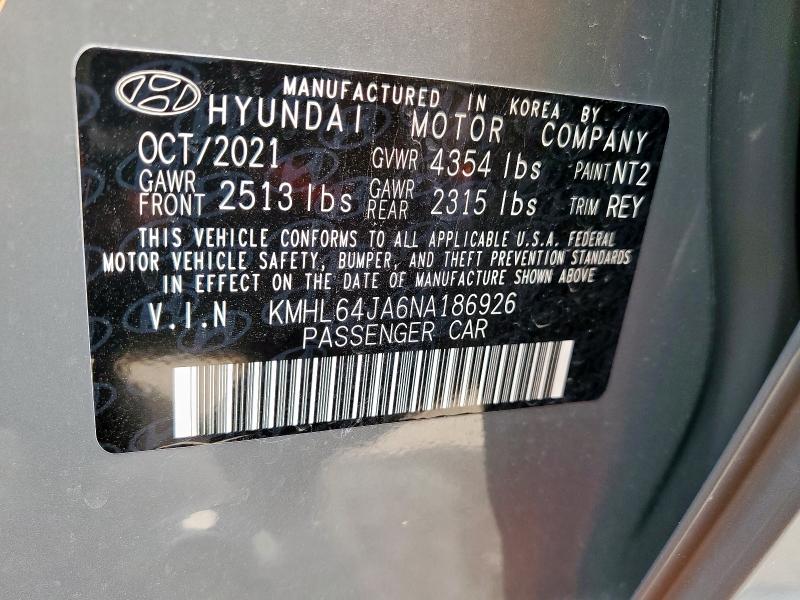 MANUFACTURED IN KOREA BY
HYUNDAI MOTOR COMPANY
OCT/2021 GVWR 4354 lbs PAINT NT2
GAWR FRONT 2513 lbs GAWR REAR 2315 lbs TRIM REY
THIS VEHICLE CONFORMS TO ALL APPLICABLE U.S.A. FEDERAL
MOTOR VEHICLE SAFETY, BUMPER, AND THEFT PREVENTION STANDARDS
IN EFFECT ON THE DATE OF MANUFACTURE SHOWN ABOVE
V.I.N KMHL64JA6NA186926
PASSENGER CAR